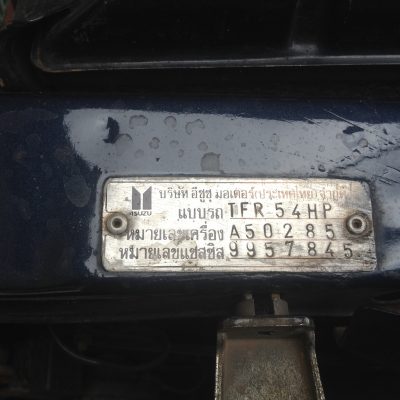 บริษัท อีซูซุ มอเตอร์ (ประเทศไทย) จำกัด
ISUZU
แบบรถ TFR 54HP
หมายเลขเครื่อง A50285
หมายเลขแชสซีส 9957845